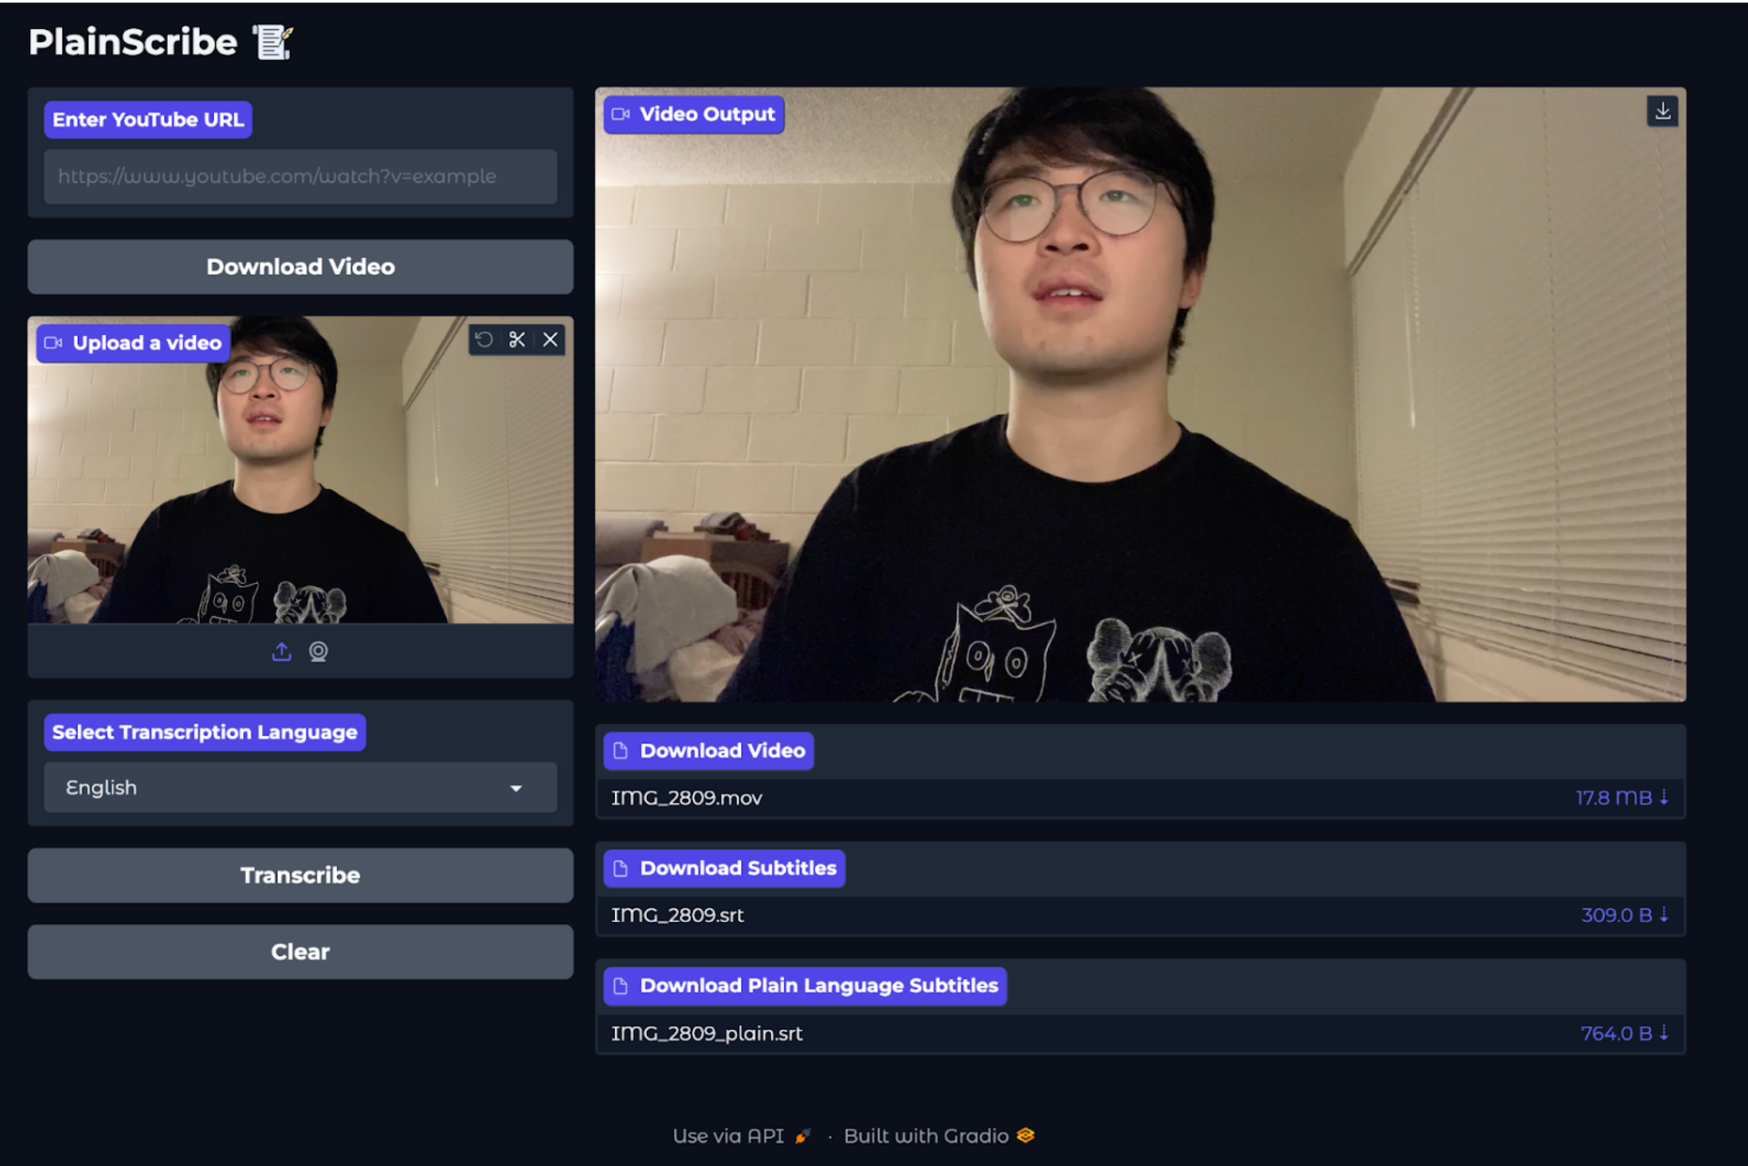 PlainScribe
Enter YouTube URL
https://www.youtube.com/watch?v=example
Download Video
Upload a video
Select Transcription Language
English
Transcribe
Clear
Video Output
Download Video
IMG_2809.mov 17.8 MB ↓
Download Subtitles
IMG_2809.srt 309.0 B ↓
Download Plain Language Subtitles
IMG_2809_plain.srt 764.0 B ↓
Use via API · Built with Gradio